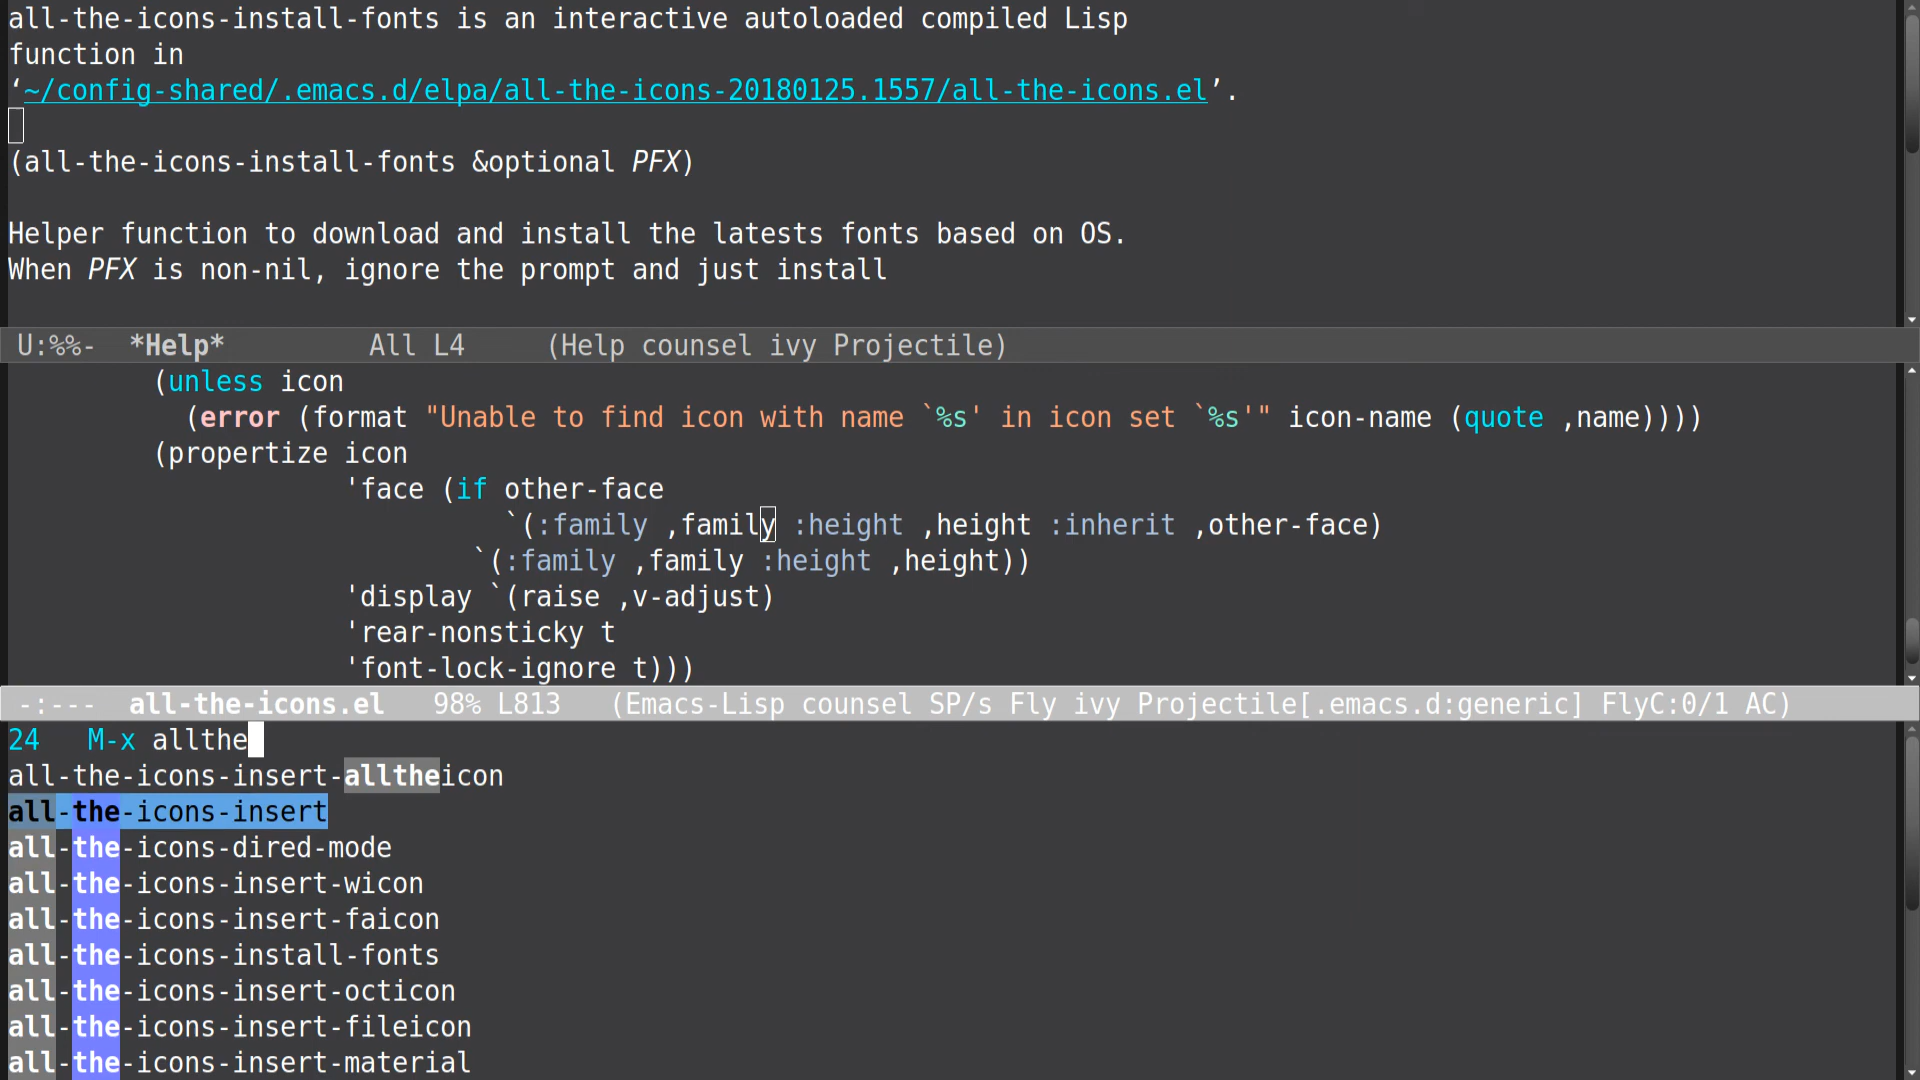 all-the-icons-install-fonts is an interactive autoloaded compiled Lisp
function in
‘~/config-shared/.emacs.d/elpa/all-the-icons-20180125.1557/all-the-icons.el’.
(all-the-icons-install-fonts &optional PFX)
Helper function to download and install the latests fonts based on OS.
When PFX is non-nil, ignore the prompt and just install
U:%%-  *Help*         All L4     (Help counsel ivy Projectile)
(unless icon
(error (format "Unable to find icon with name `%s' in icon set `%s'" icon-name (quote ,name))))
(propertize icon
'face (if other-face
`(:family ,family :height ,height :inherit ,other-face)
`(:family ,family :height ,height))
'display `(raise ,v-adjust)
'rear-nonsticky t
'font-lock-ignore t)))
-:---  all-the-icons.el   98% L813   (Emacs-Lisp counsel SP/s Fly ivy Projectile[.emacs.d:generic] FlyC:0/1 AC)
24   M-x allthe
all-the-icons-insert-alltheicon
all-the-icons-insert
all-the-icons-dired-mode
all-the-icons-insert-wicon
all-the-icons-insert-faicon
all-the-icons-install-fonts
all-the-icons-insert-octicon
all-the-icons-insert-fileicon
all-the-icons-insert-material